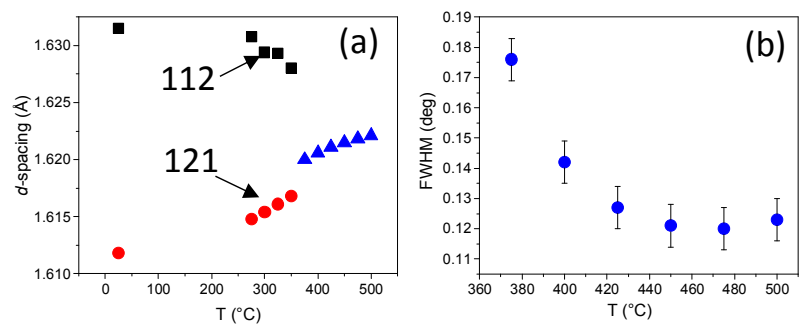 (a)
112
121
1.630
1.625
1.620
1.615
1.610
d-spacing (Å)
0 100 200 300 400 500
T (°C)
(b)
0.19
0.18
0.17
0.16
0.15
0.14
0.13
0.12
0.11
FWHM (deg)
360 380 400 420 440 460 480 500
T (°C)